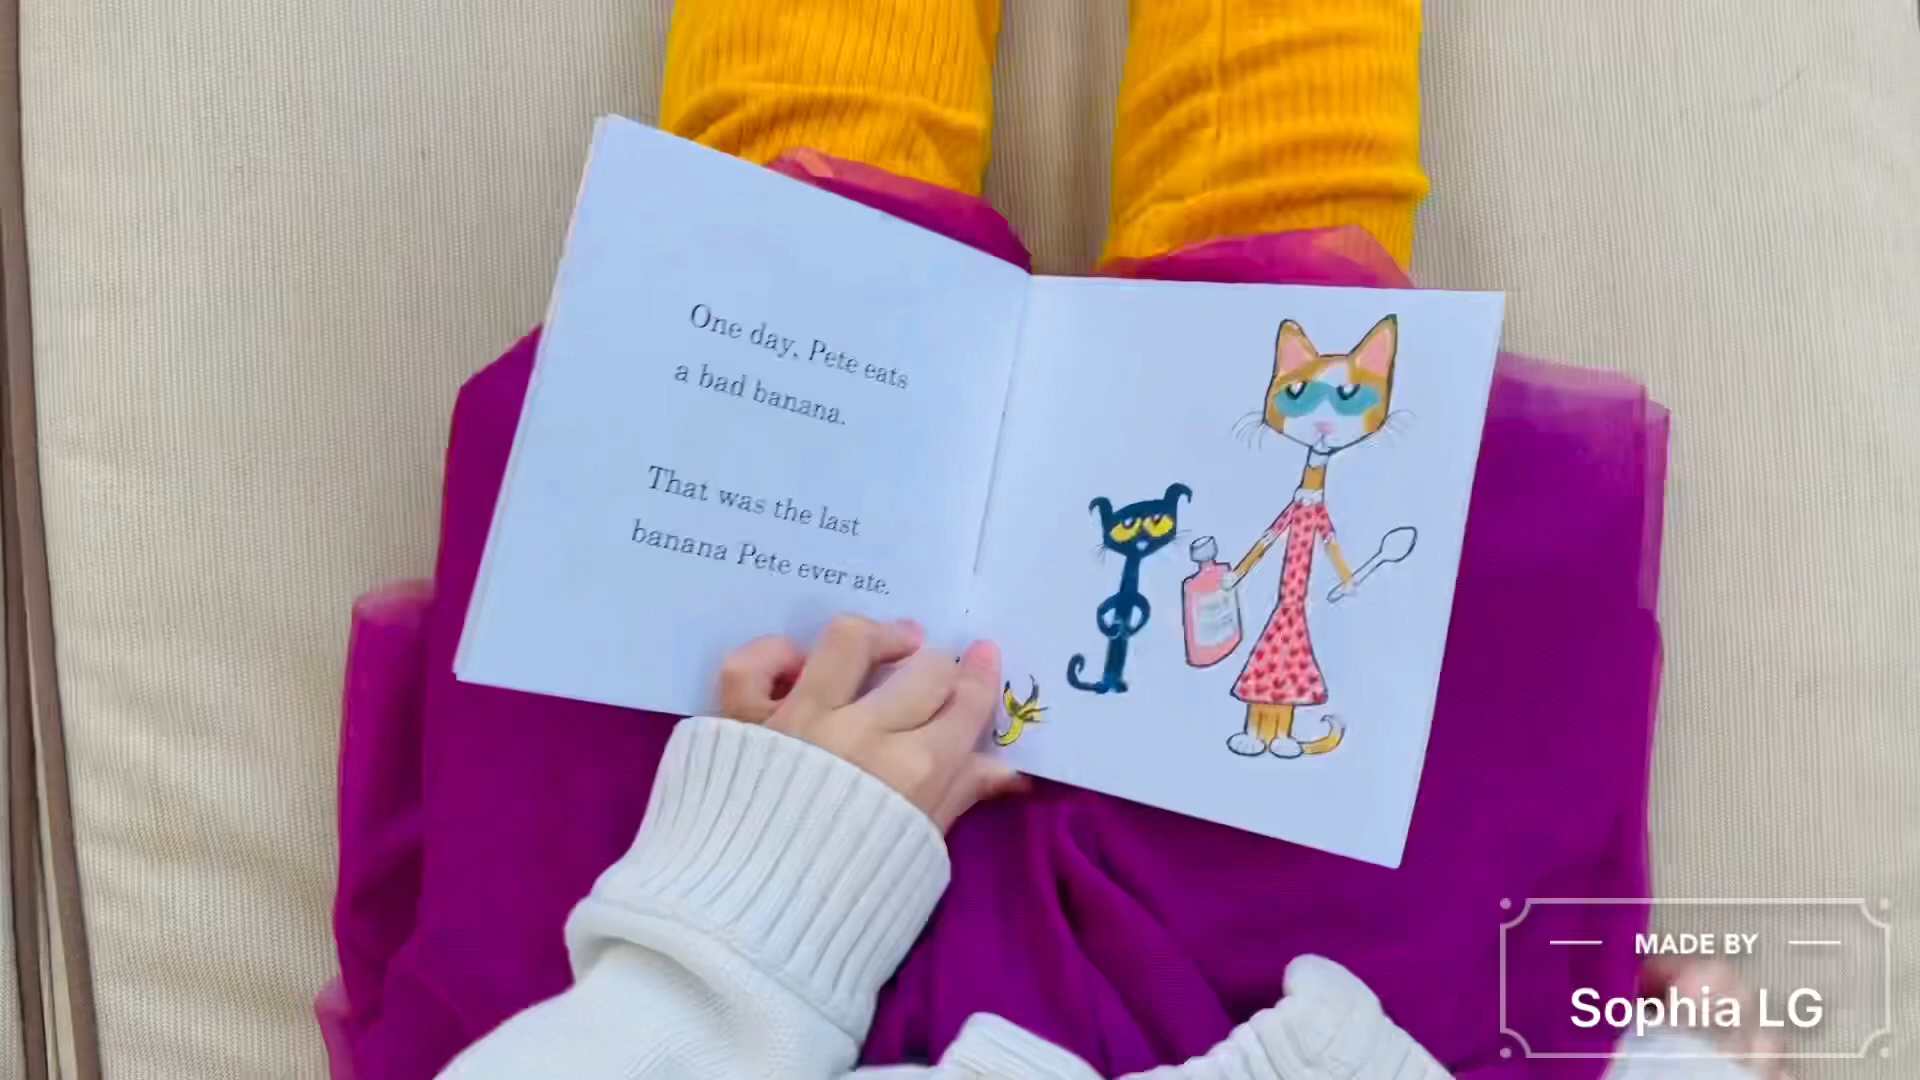 One day, Pete eats
a bad banana.
That was the last
banana Pete ever ate.
MADE BY
Sophia LG